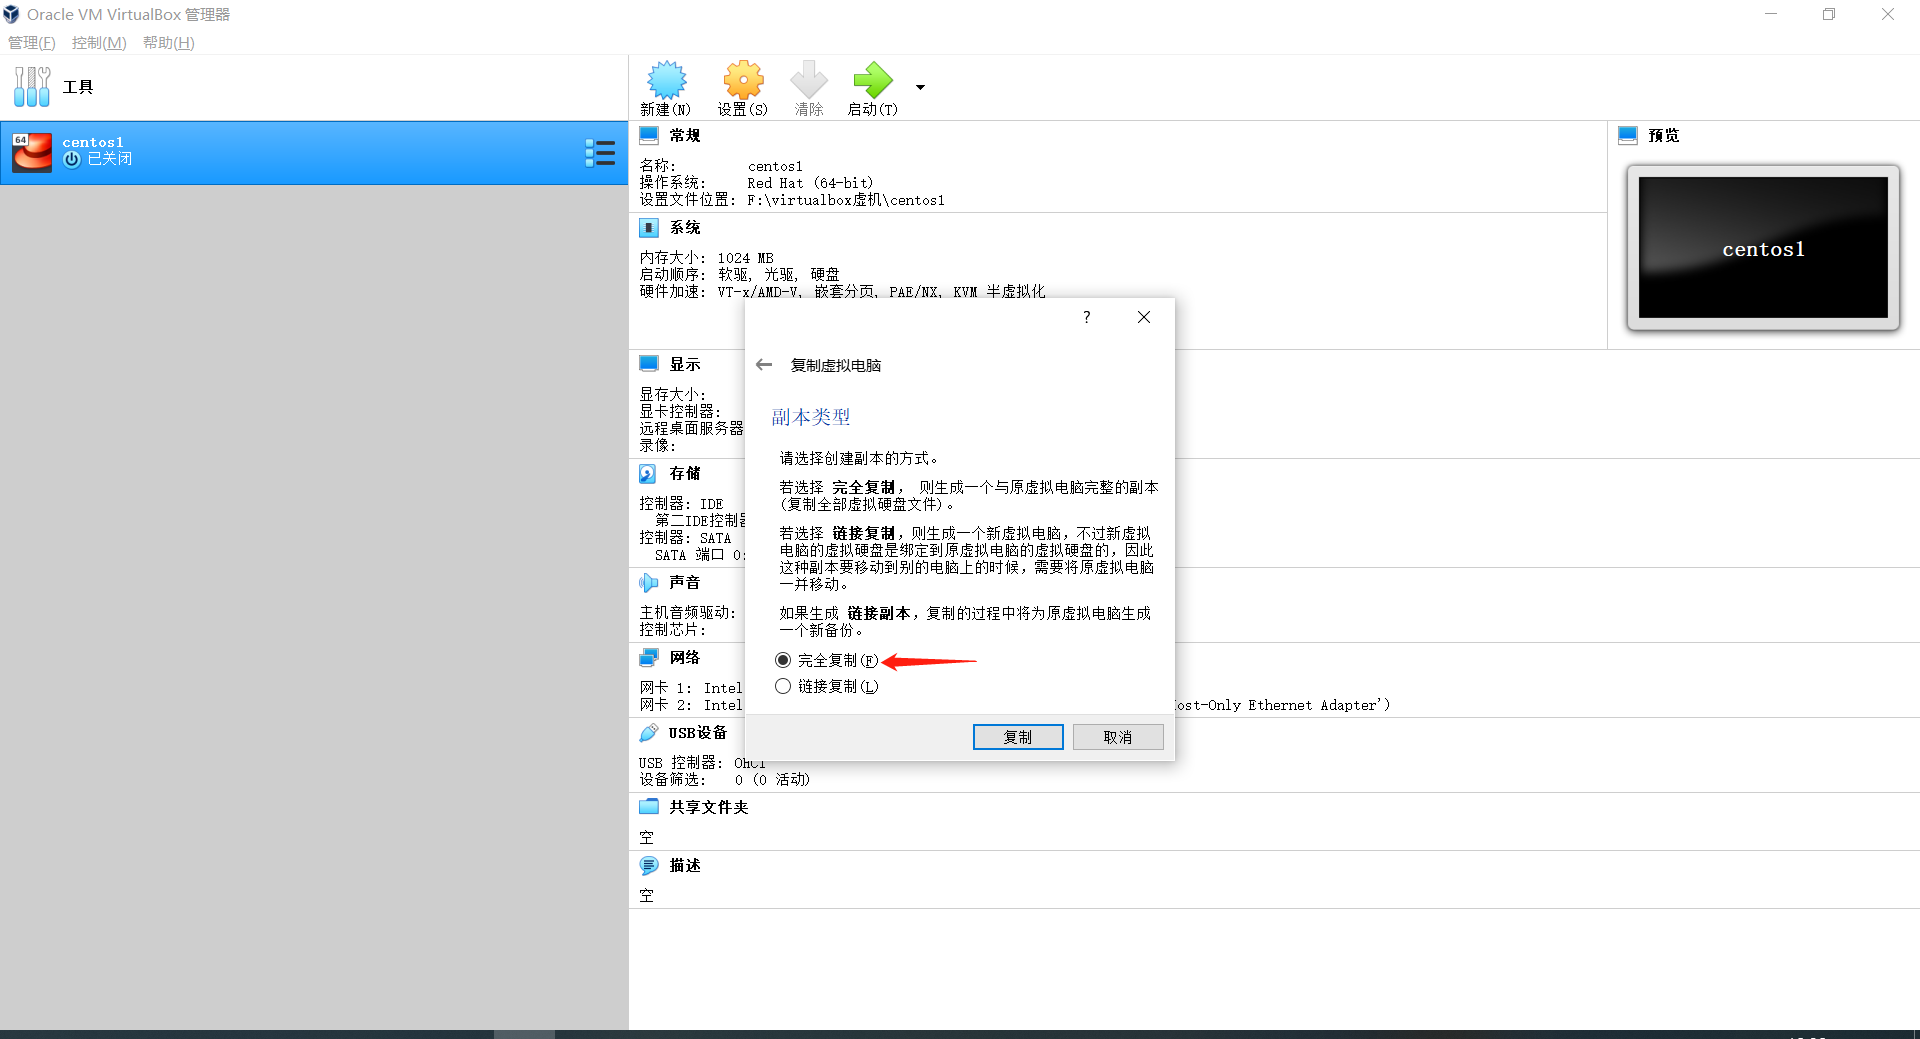 Oracle VM VirtualBox 管理器
管理(F) 控制(M) 帮助(H)
工具
新建(N) 设置(S) 清除 启动(T)
64
centos1
已关闭
常规
名称: centos1
操作系统: Red Hat (64-bit)
设置文件位置: F:\virtualbox虚机\centos1
预览
centos1
系统
内存大小: 1024 MB
启动顺序: 软驱, 光驱, 硬盘
硬件加速: VT-x/AMD-V, 嵌套分页, PAE/NX, KVM 半虚拟化
显示
显存大小:
显卡控制器:
远程桌面服务器
录像:
存储
控制器: IDE
第二IDE控制器
控制器: SATA
SATA 端口 0:
声音
主机音频驱动:
控制芯片:
网络
网卡 1: Intel
网卡 2: Intel ost-Only Ethernet Adapter')
USB设备
USB 控制器: OHCI
设备筛选: 0 (0 活动)
共享文件夹
空
描述
空
?
复制虚拟电脑
副本类型
请选择创建副本的方式。
若选择 完全复制， 则生成一个与原虚拟电脑完整的副本
(复制全部虚拟硬盘文件)。
若选择 链接复制，则生成一个新虚拟电脑，不过新虚拟
电脑的虚拟硬盘是绑定到原虚拟电脑的虚拟硬盘的，因此
这种副本要移动到别的电脑上的时候，需要将原虚拟电脑
一并移动。
如果生成 链接副本，复制的过程中将为原虚拟电脑生成
一个新备份。
完全复制(F)
链接复制(L)
复制 取消